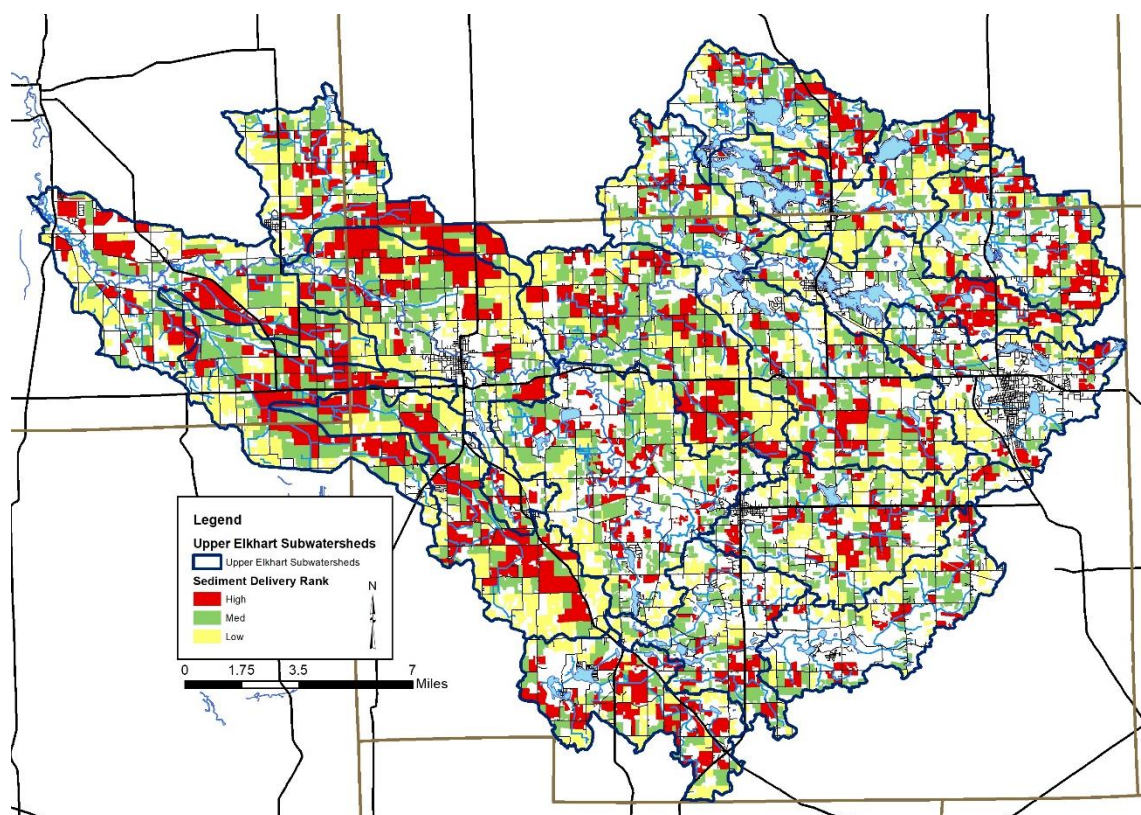 Legend
Upper Elkhart Subwatersheds
Upper Elkhart Subwatersheds
Sediment Delivery Rank
High
Med
Low
N
0 1.75 3.5 7
Miles